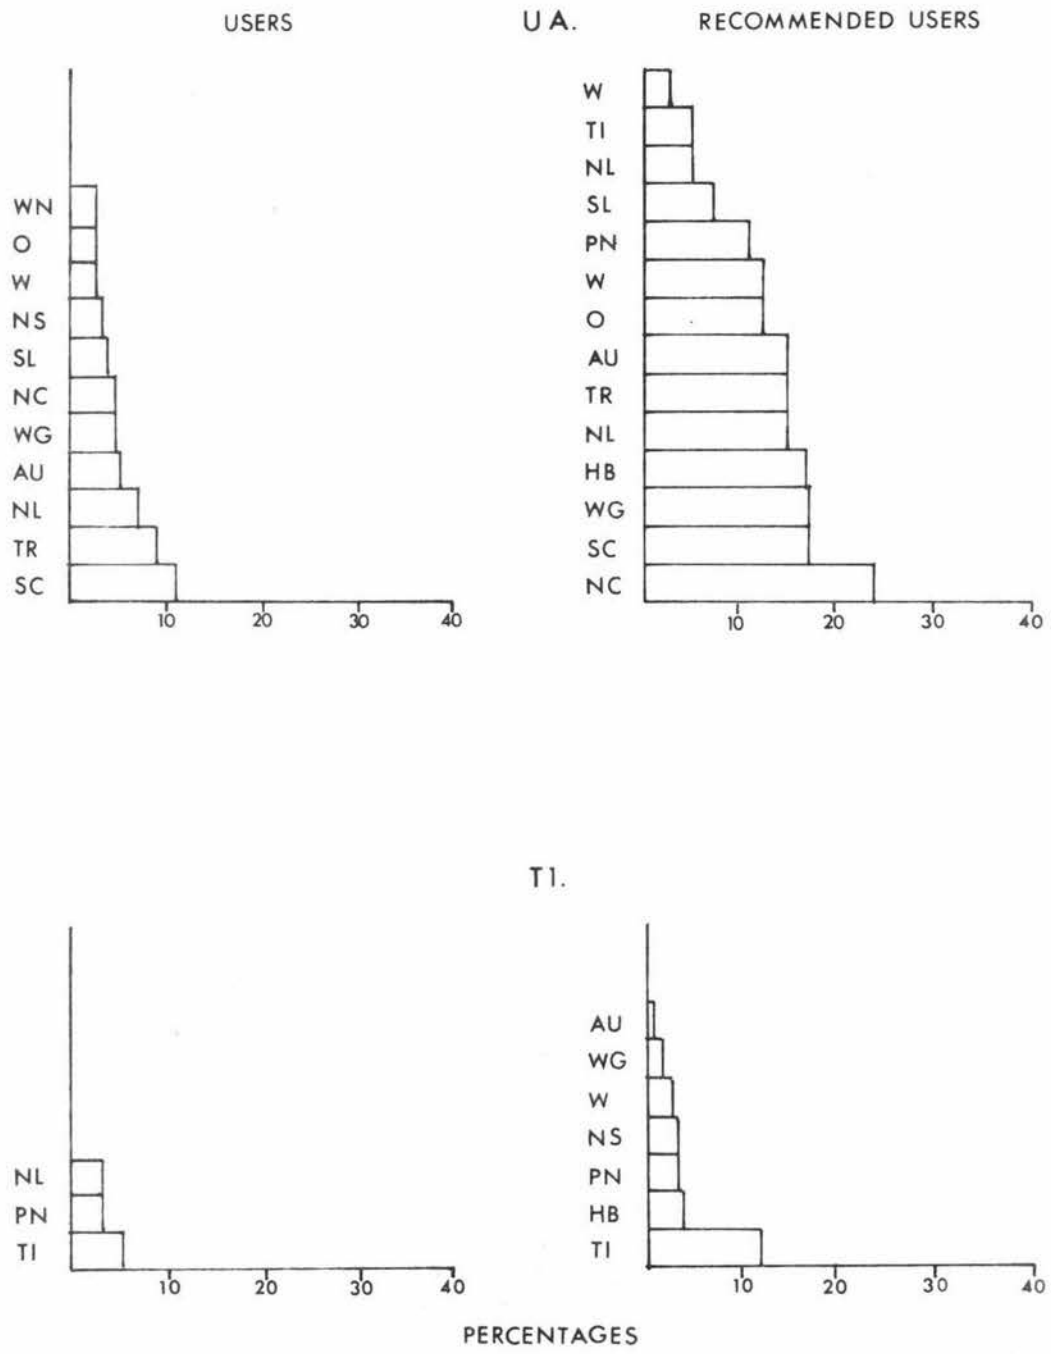 USERS U A. RECOMMENDED USERS
W
TI
NL
WN SL
O PN
W W
NS O
SL AU
NC TR
WG NL
AU HB
NL WG
TR SC
SC NC
10 20 30 40 10 20 30 40
T1.
AU
WG
W
NS
NL PN
PN HB
TI TI
10 20 30 40 10 20 30 40
PERCENTAGES